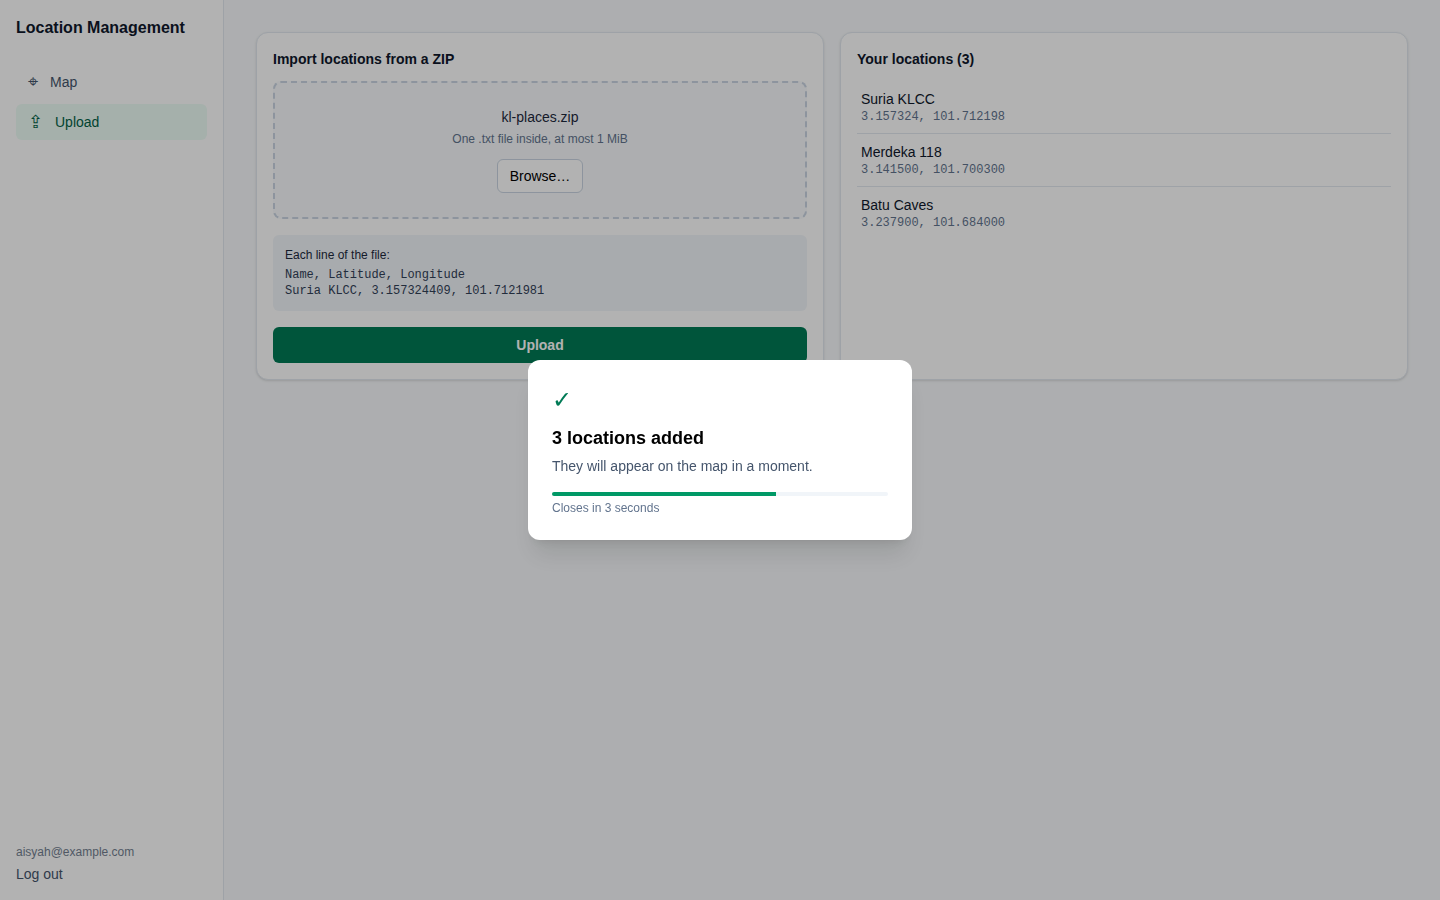 Location Management
Map
Upload
aisyah@example.com
Log out
Import locations from a ZIP
kl-places.zip
One .txt file inside, at most 1 MiB
Browse…
Each line of the file:
Name, Latitude, Longitude
Suria KLCC, 3.157324409, 101.7121981
Upload
Your locations (3)
Suria KLCC
3.157324, 101.712198
Merdeka 118
3.141500, 101.700300
Batu Caves
3.237900, 101.684000
3 locations added
They will appear on the map in a moment.
Closes in 3 seconds